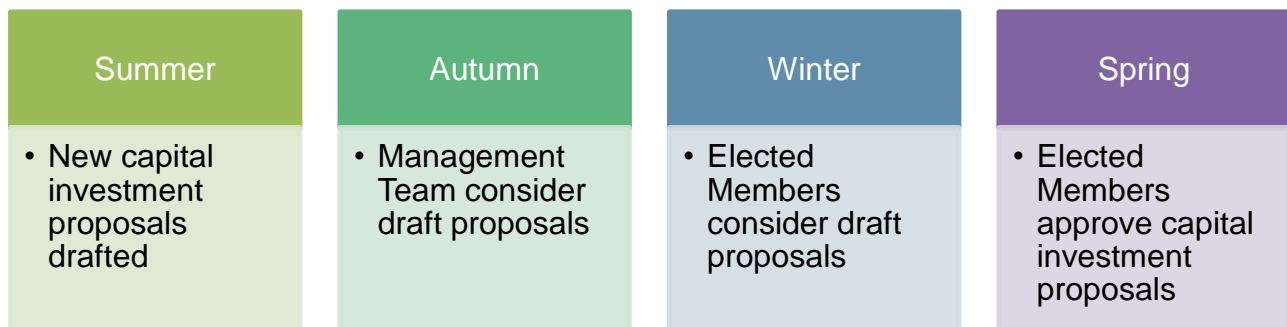 Summer
• New capital
investment
proposals
drafted
Autumn
• Management
Team consider
draft proposals
Winter
• Elected
Members
consider draft
proposals
Spring
• Elected
Members
approve capital
investment
proposals